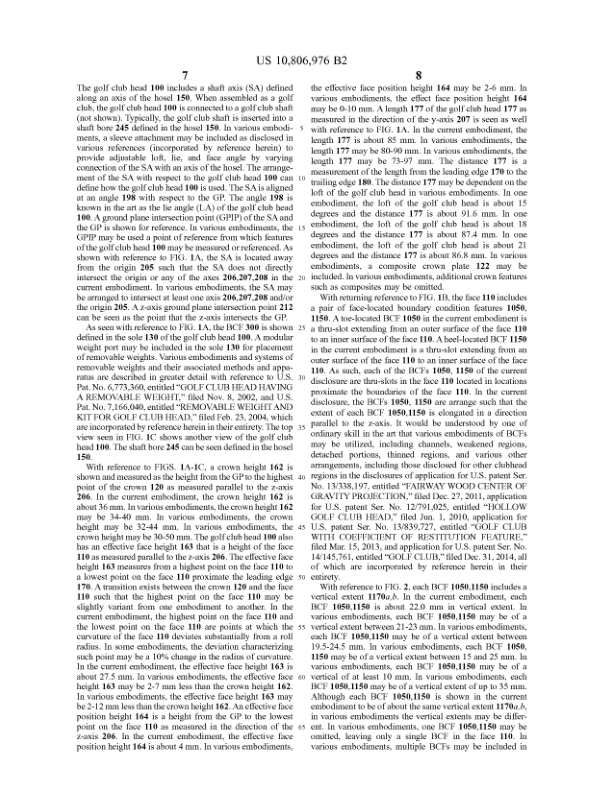 US 10,806,976 B2
7
The golf club head 100 includes a shaft axis (SA) defined
along an axis of the hosel 150. When assembled as a golf
club, the golf club head 100 is connected to a golf club shaft
(not shown). Typically, the golf club shaft is inserted into a
shaft bore 245 defined in the hosel 150. In various embodi-
ments, a sleeve attachment may be included as disclosed in
various references (incorporated by reference herein) to
provide adjustable loft, lie, and face angle by varying
connection of the SA with an axis of the hosel. The arrange-
ment of the SA with respect to the golf club head 100 can
define how the golf club head 100 is used. The SA is aligned
at an angle 198 with respect to the GP. The angle 198 is
known in the art as the lie angle (LA) of the golf club head
100. A ground plane intersection point (GPIP) of the SA and
the GP is shown for reference. In various embodiments, the
GPIP may be used a point of reference from which features
of the golf club head 100 may be measured or referenced. As
shown with reference to FIG. 1A, the SA is located away
from the origin 205 such that the SA does not directly
intersect the origin or any of the axes 206,207,208 in the
current embodiment. In various embodiments, the SA may
be arranged to intersect at least one axis 206,207,208 and/or
the origin 205. A z-axis ground plane intersection point 212
can be seen as the point that the z-axis intersects the GP.
As seen with reference to FIG. 1A, the BCF 300 is shown
defined in the sole 130 of the golf club head 100. A modular
weight port may be included in the sole 130 for placement
of removable weights. Various embodiments and systems of
removable weights and their associated methods and appa-
ratus are described in greater detail with reference to U.S.
Pat. No. 6,773,360, entitled “GOLF CLUB HEAD HAVING
A REMOVABLE WEIGHT,” filed Nov. 8, 2002, and U.S.
Pat. No. 7,166,040, entitled “REMOVABLE WEIGHT AND
KIT FOR GOLF CLUB HEAD,” filed Feb. 23, 2004, which
are incorporated by reference herein in their entirety. The top
view seen in FIG. 1C shows another view of the golf club
head 100. The shaft bore 245 can be seen defined in the hosel
150.
With reference to FIGS. 1A-1C, a crown height 162 is
shown and measured as the height from the GP to the highest
point of the crown 120 as measured parallel to the z-axis
206. In the current embodiment, the crown height 162 is
about 36 mm. In various embodiments, the crown height 162
may be 34-40 mm. In various embodiments, the crown
height may be 32-44 mm. In various embodiments, the
crown height may be 30-50 mm. The golf club head 100 also
has an effective face height 163 that is a height of the face
110 as measured parallel to the z-axis 206. The effective face
height 163 measures from a highest point on the face 110 to
a lowest point on the face 110 proximate the leading edge
170. A transition exists between the crown 120 and the face
110 such that the highest point on the face 110 may be
slightly variant from one embodiment to another. In the
current embodiment, the highest point on the face 110 and
the lowest point on the face 110 are points at which the
curvature of the face 110 deviates substantially from a roll
radius. In some embodiments, the deviation characterizing
such point may be a 10% change in the radius of curvature.
In the current embodiment, the effective face height 163 is
about 27.5 mm. In various embodiments, the effective face
height 163 may be 2-7 mm less than the crown height 162.
In various embodiments, the effective face height 163 may
be 2-12 mm less than the crown height 162. An effective face
position height 164 is a height from the GP to the lowest
point on the face 110 as measured in the direction of the
z-axis 206. In the current embodiment, the effective face
position height 164 is about 4 mm. In various embodiments,
5
10
15
20
25
30
35
40
45
50
55
60
65
8
the effective face position height 164 may be 2-6 mm. In
various embodiments, the effect face position height 164
may be 0-10 mm. A length 177 of the golf club head 177 as
measured in the direction of the y-axis 207 is seen as well
with reference to FIG. 1A. In the current embodiment, the
length 177 is about 85 mm. In various embodiments, the
length 177 may be 80-90 mm. In various embodiments, the
length 177 may be 73-97 mm. The distance 177 is a
measurement of the length from the leading edge 170 to the
trailing edge 180. The distance 177 may be dependent on the
loft of the golf club head in various embodiments. In one
embodiment, the loft of the golf club head is about 15
degrees and the distance 177 is about 91.6 mm. In one
embodiment, the loft of the golf club head is about 18
degrees and the distance 177 is about 87.4 mm. In one
embodiment, the loft of the golf club head is about 21
degrees and the distance 177 is about 86.8 mm. In various
embodiments, a composite crown plate 122 may be
included. In various embodiments, additional crown features
such as composites may be omitted.
With returning reference to FIG. 1B, the face 110 includes
a pair of face-located boundary condition features 1050,
1150. A toe-located BCF 1050 in the current embodiment is
a thru-slot extending from an outer surface of the face 110
to an inner surface of the face 110. A heel-located BCF 1150
in the current embodiment is a thru-slot extending from an
outer surface of the face 110 to an inner surface of the face
110. As such, each of the BCFs 1050, 1150 of the current
disclosure are thru-slots in the face 110 located in locations
proximate the boundaries of the face 110. In the current
disclosure, the BCFs 1050, 1150 are arrange such that the
extent of each BCF 1050,1150 is elongated in a direction
parallel to the z-axis. It would be understood by one of
ordinary skill in the art that various embodiments of BCFs
may be utilized, including channels, weakened regions,
detached portions, thinned regions, and various other
arrangements, including those disclosed for other clubhead
regions in the disclosures of application for U.S. patent Ser.
No. 13/338,197, entitled “FAIRWAY WOOD CENTER OF
GRAVITY PROJECTION,” filed Dec. 27, 2011, application
for U.S. patent Ser. No. 12/791,025, entitled “HOLLOW
GOLF CLUB HEAD,” filed Jun. 1, 2010, application for
U.S. patent Ser. No. 13/839,727, entitled “GOLF CLUB
WITH COEFFICIENT OF RESTITUTION FEATURE,”
filed Mar. 15, 2013, and application for U.S. patent Ser. No.
14/145,761, entitled “GOLF CLUB,” filed Dec. 31, 2014, all
of which are incorporated by reference herein in their
entirety.
With reference to FIG. 2, each BCF 1050,1150 includes a
vertical extent 1170a,b. In the current embodiment, each
BCF 1050,1150 is about 22.0 mm in vertical extent. In
various embodiments, each BCF 1050,1150 may be of a
vertical extent between 21-23 mm. In various embodiments,
each BCF 1050,1150 may be of a vertical extent between
19.5-24.5 mm. In various embodiments, each BCF 1050,
1150 may be of a vertical extent between 15 and 25 mm. In
various embodiments, each BCF 1050,1150 may be of a
vertical of at least 10 mm. In various embodiments, each
BCF 1050,1150 may be of a vertical extent of up to 35 mm.
Although each BCF 1050,1150 is shown in the current
embodiment to be of about the same vertical extent 1170a,b,
in various embodiments the vertical extents may be differ-
ent. In various embodiments, one BCF 1050,1150 may be
omitted, leaving only a single BCF in the face 110. In
various embodiments, multiple BCFs may be included in